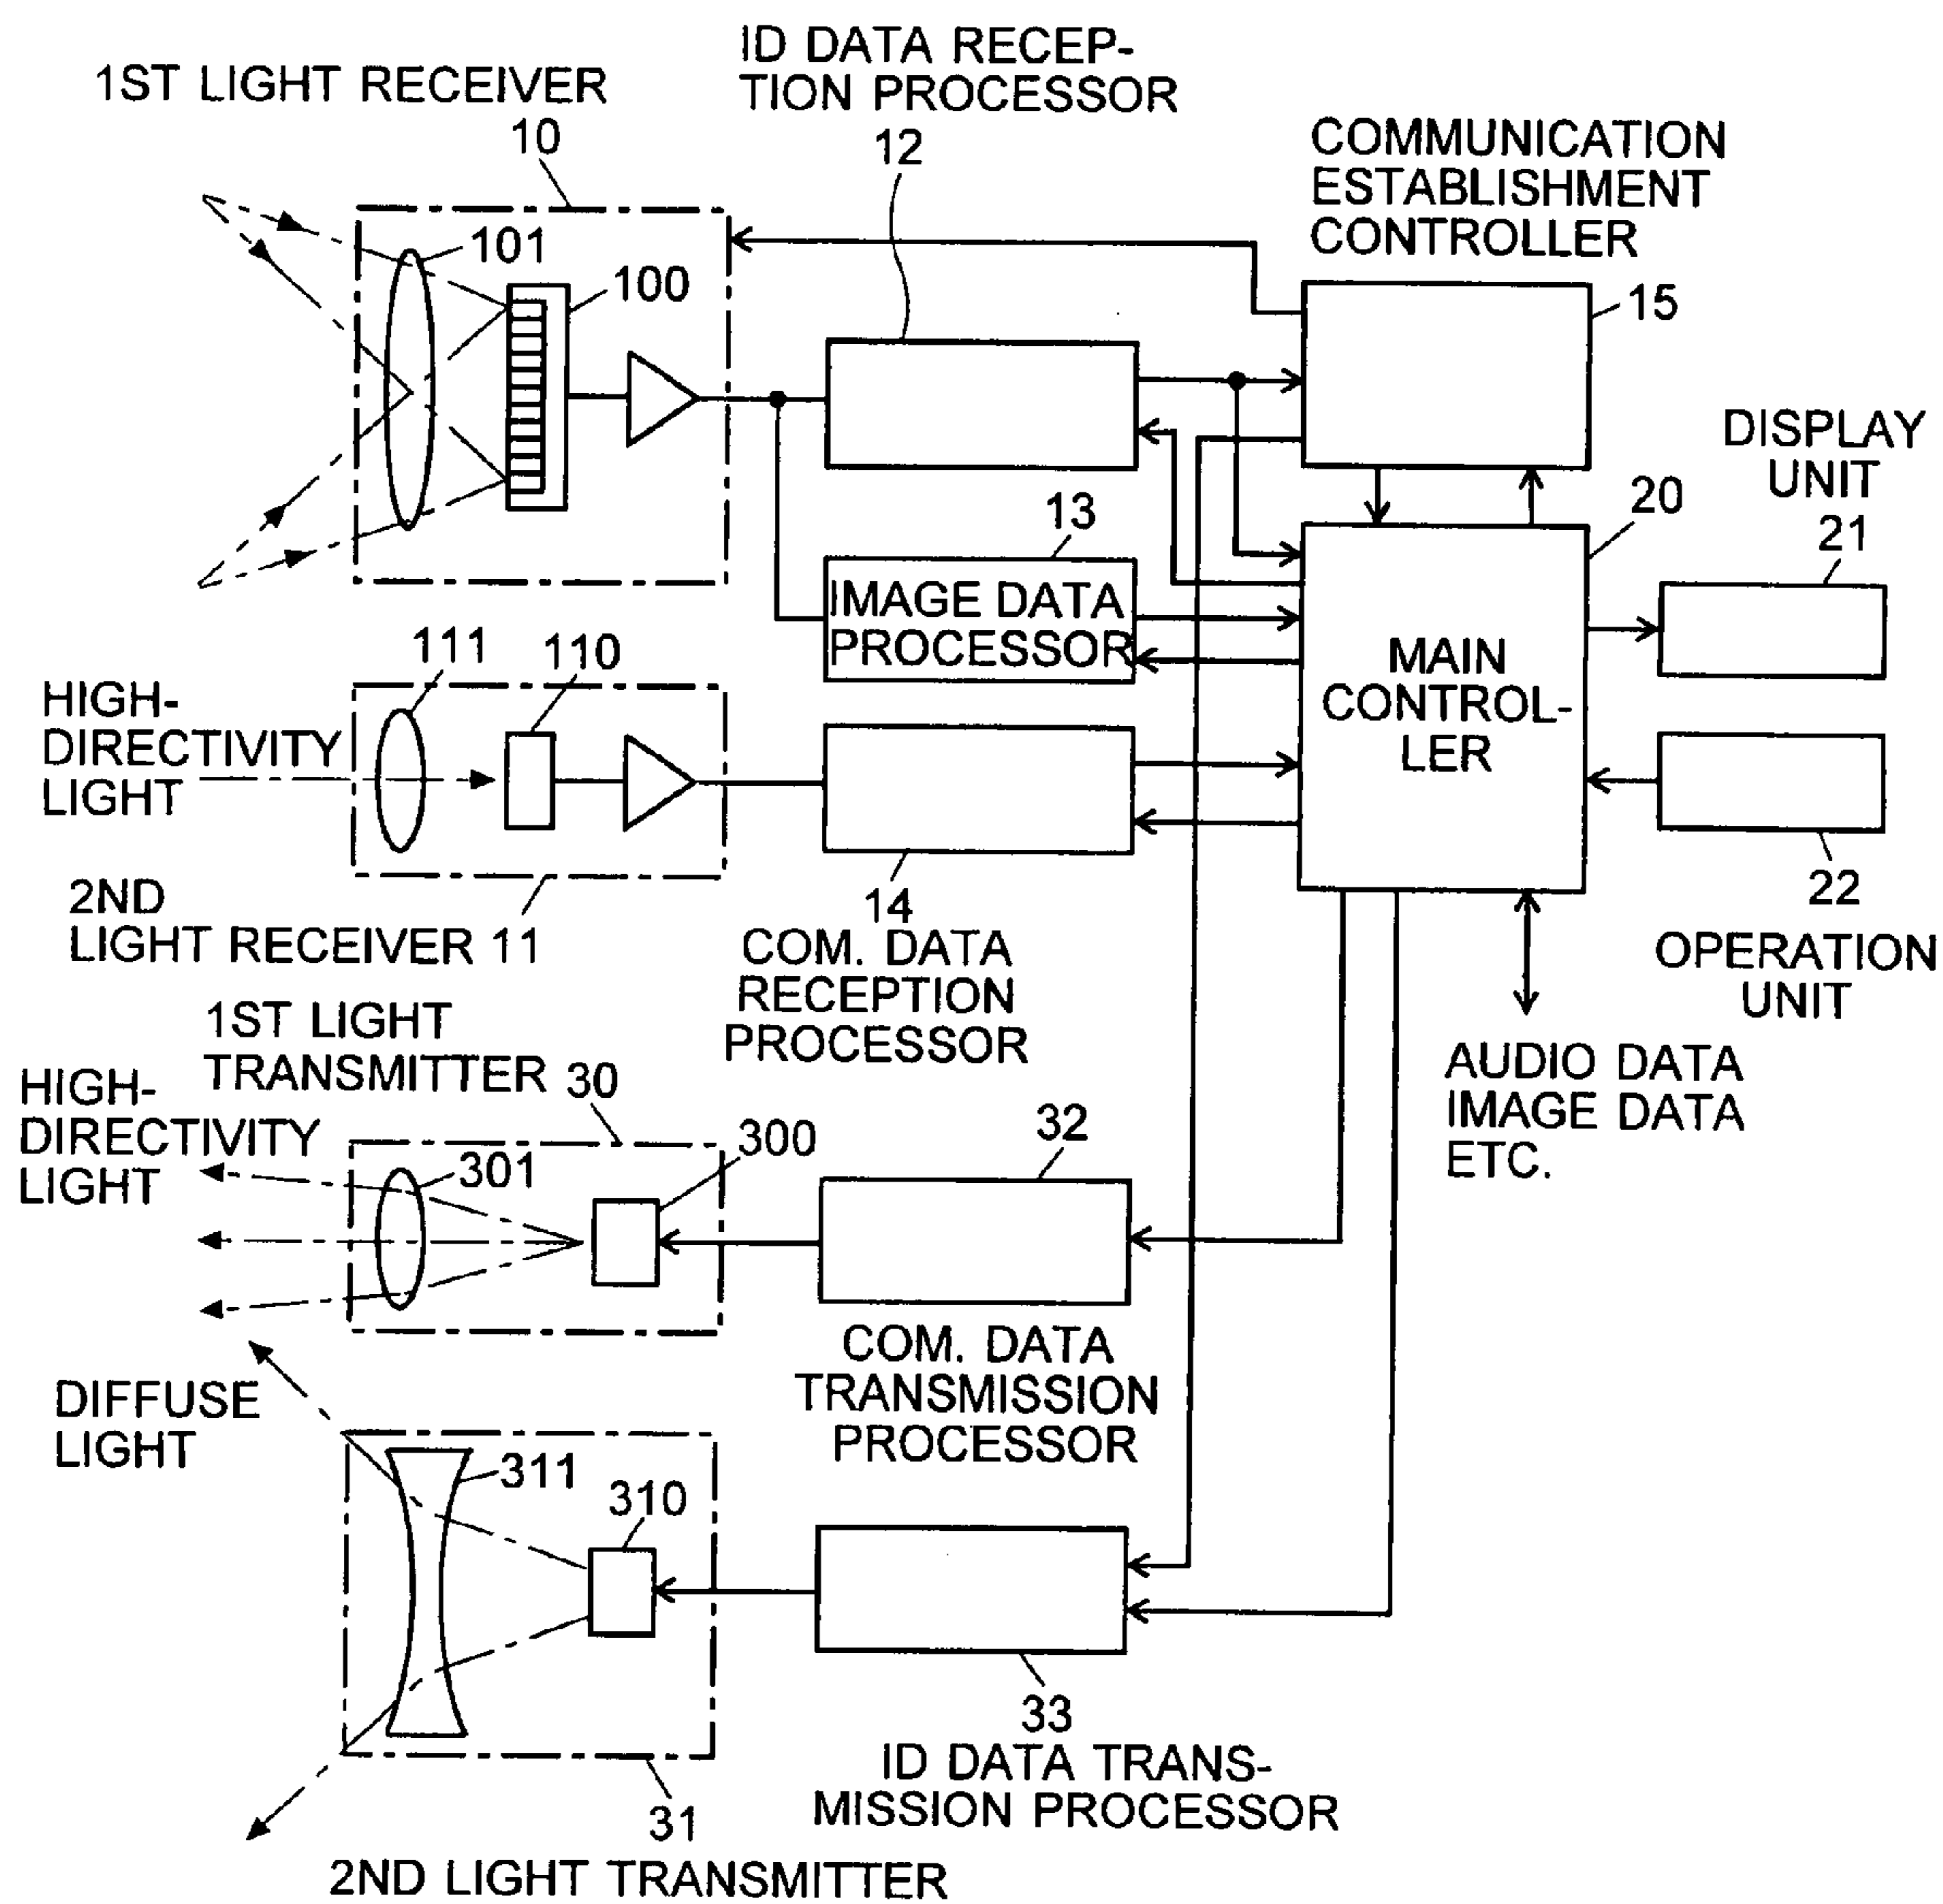 1ST LIGHT RECEIVER
10
ID DATA RECEP-
TION PROCESSOR
12
COMMUNICATION
ESTABLISHMENT
CONTROLLER
15
101
100
DISPLAY
UNIT
21
20
13
IMAGE DATA
PROCESSOR
MAIN
CONTROL-
LER
111
110
HIGH-
DIRECTIVITY
LIGHT
2ND
LIGHT RECEIVER 11
14
COM. DATA
RECEPTION
PROCESSOR
22
OPERATION
UNIT
AUDIO DATA
IMAGE DATA
ETC.
1ST LIGHT
TRANSMITTER 30
HIGH-
DIRECTIVITY
LIGHT
301
300
32
COM. DATA
TRANSMISSION
PROCESSOR
DIFFUSE
LIGHT
311
310
33
ID DATA TRANS-
MISSION PROCESSOR
31
2ND LIGHT TRANSMITTER